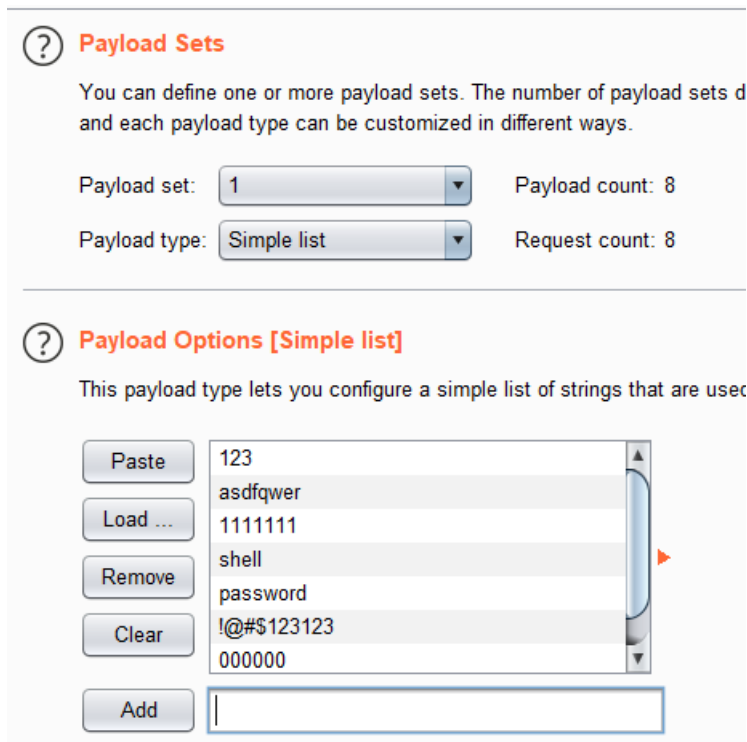 Payload Sets
You can define one or more payload sets. The number of payload sets d
and each payload type can be customized in different ways.
Payload set: 1 Payload count: 8
Payload type: Simple list Request count: 8
Payload Options [Simple list]
This payload type lets you configure a simple list of strings that are used
Paste
Load ...
Remove
Clear
123
asdfqwer
1111111
shell
password
!@#$123123
000000
Add